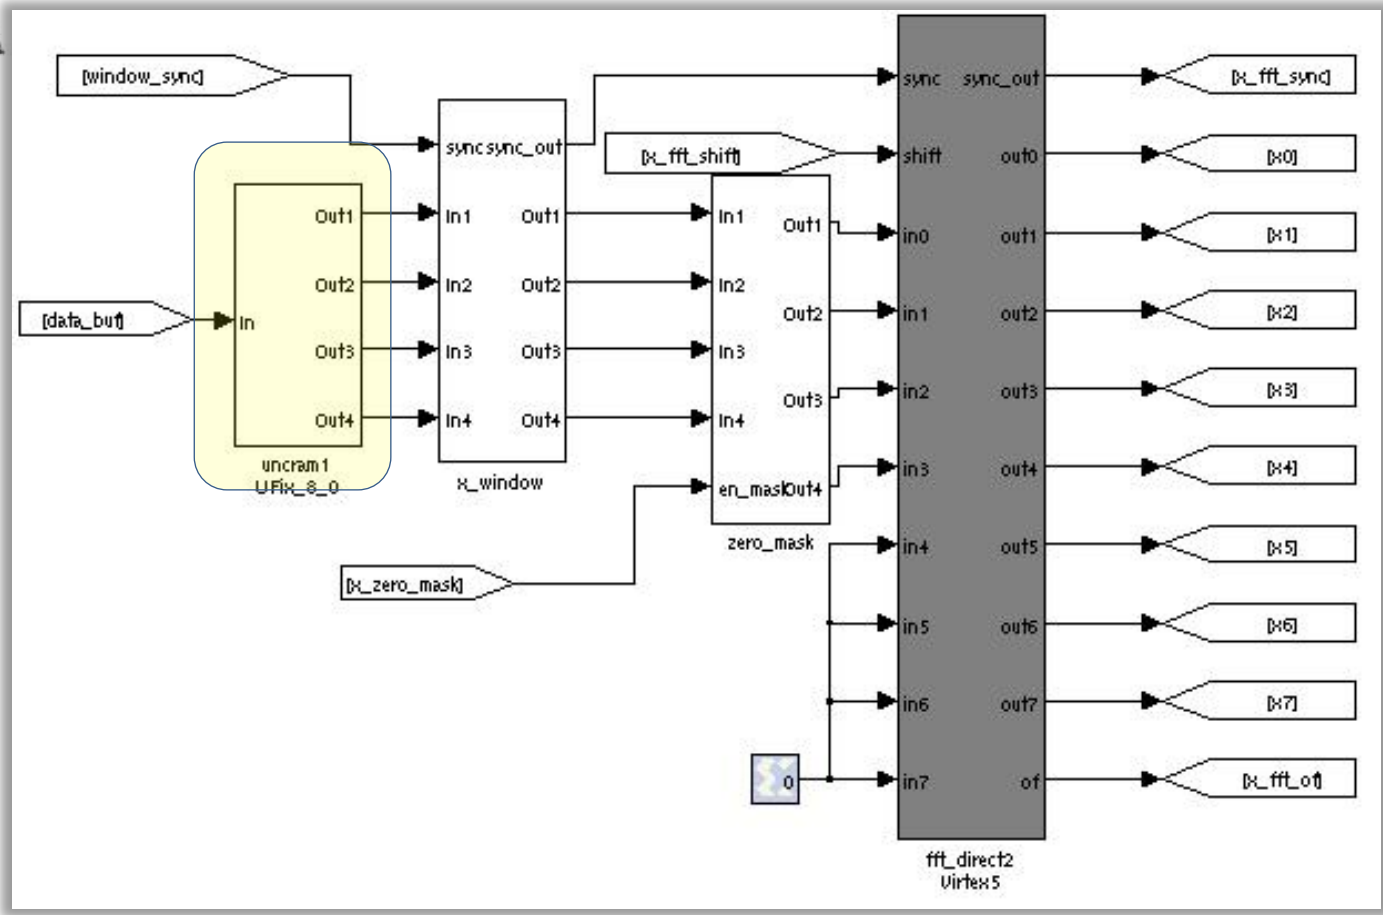 [window_sync]
sync sync_out
In1 Out1
In2 Out2
In3 Out3
In4 Out4
x_window
[data_buf]
In
Out1
Out2
Out3
Out4
uncram1
UFix_8_0
[x_fft_shift]
In1 Out1
In2 Out2
In3 Out3
In4
en_mask Out4
zero_mask
[x_zero_mask]
0
sync sync_out
shift out0
in0 out1
in1 out2
in2 out3
in3 out4
in4 out5
in5 out6
in6 out7
in7 of
fft_direct2
Virtex5
[x_fft_sync]
[x0]
[x1]
[x2]
[x3]
[x4]
[x5]
[x6]
[x7]
[x_fft_of]